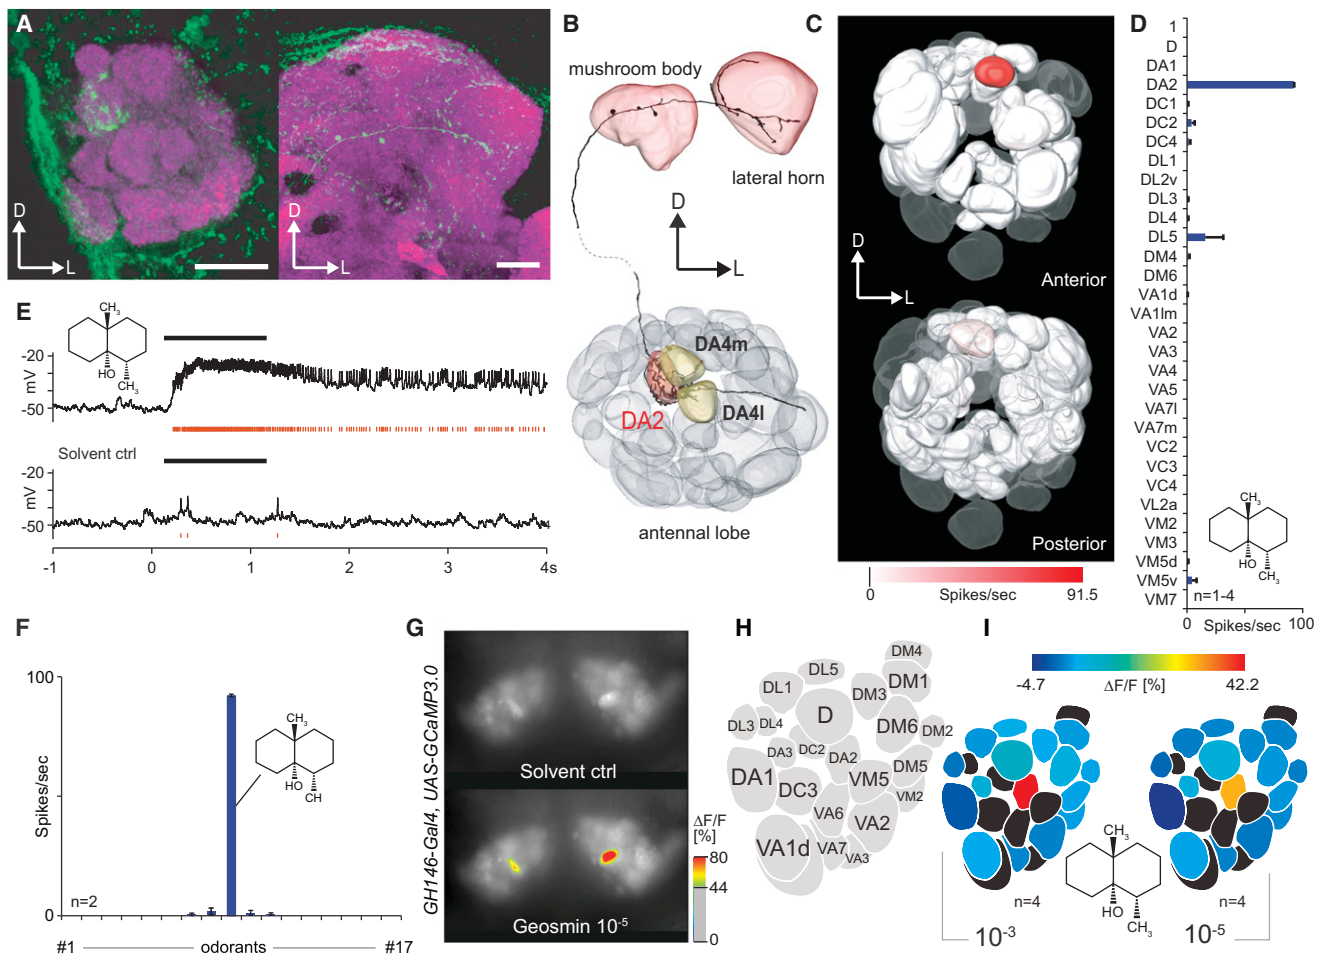 A
D
L
D
L
B
mushroom body
lateral horn
D
L
DA4m
DA4l
DA2
antennal lobe
C
D
L
Anterior
Posterior
0
Spikes/sec
91.5
D
1
D
DA1
DA2
DC1
DC2
DC4
DL1
DL2v
DL3
DL4
DL5
DM4
DM6
VA1d
VA1lm
VA2
VA3
VA4
VA5
VA7l
VA7m
VC2
VC3
VC4
VL2a
VM2
VM3
VM5d
VM5v
VM7
n=1-4
CH3
HO
CH3
0
Spikes/sec
100
E
CH3
HO
CH3
-20
mV
-50
Solvent ctrl
-20
mV
-50
-1
0
1
2
3
4s
F
100
Spikes/sec
0
n=2
CH3
HO
CH
#1
odorants
#17
G
GH146-Gal4, UAS-GCaMP3.0
Solvent ctrl
Geosmin 10-5
ΔF/F
[%]
80
44
0
H
DM4
DL5
DM1
DL1
DM3
D
DM6
DM2
DL3
DL4
DA3
DC2
DA2
DM5
DA1
DC3
VM5
VM2
VA6
VA2
VA1d
VA7
VA3
I
-4.7
ΔF/F [%]
42.2
CH3
HO
CH3
n=4
10-3
n=4
10-5